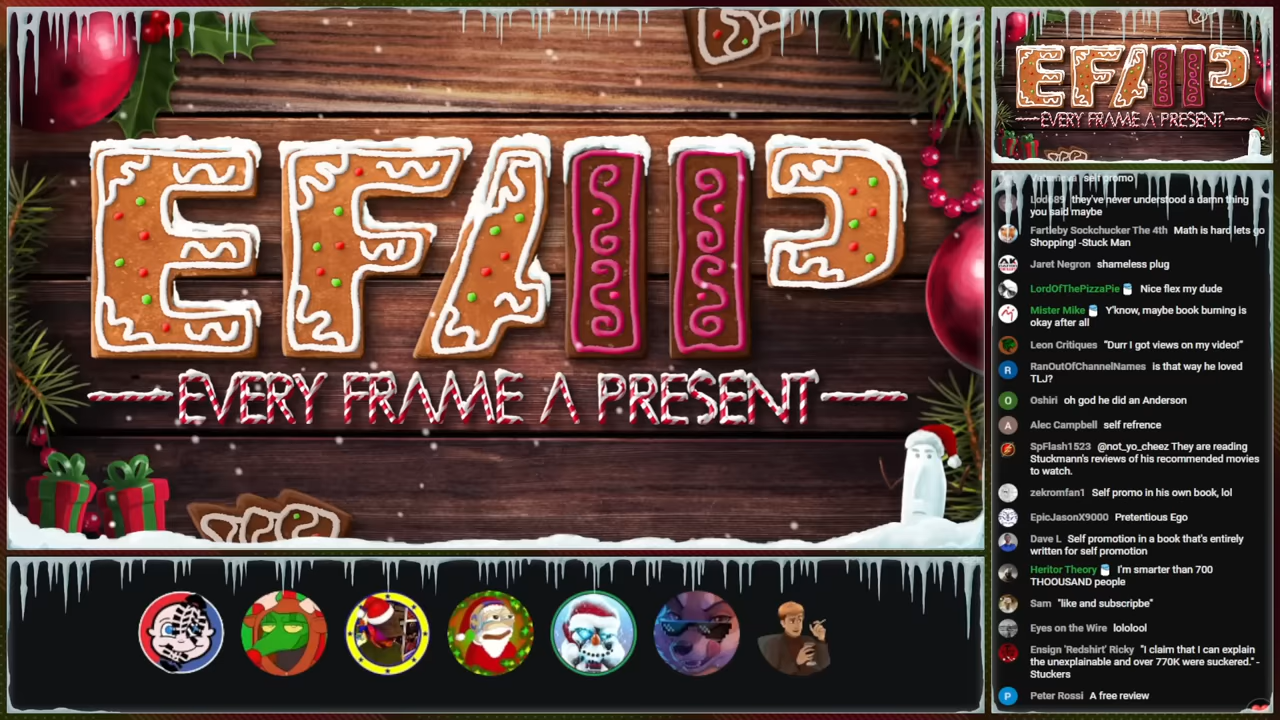 EFAP
EVERY FRAME A PRESENT
EFAP
EVERY FRAME A PRESENT
self promo
they've never understood a damn thing
you said maybe
Fartleby Sockchucker The 4th Math is hard lets go
Shopping! -Stuck Man
Jaret Negron shameless plug
LordOfThePizzaPie Nice flex my dude
Mister Mike Y'know, maybe book burning is
okay after all
Leon Critiques “Durr I got views on my video!”
R
RanOutOfChannelNames is that way he loved
TLJ?
O
Oshiri oh god he did an Anderson
A
Alec Campbell self refrence
SpFlash1523 @not_yo_cheez They are reading
Stuckmann's reviews of his recommended movies
to watch.
zekromfan1 Self promo in his own book, lol
EpicJasonX9000 Pretentious Ego
Dave L Self promotion in a book that's entirely
written for self promotion
Heritor Theory I'm smarter than 700
THOOUSAND people
Sam "like and subscripbe"
Eyes on the Wire lololool
Ensign 'Redshirt' Ricky "I claim that I can explain
the unexplainable and over 770K were suckered." -
Stuckers
P
Peter Rossi A free review